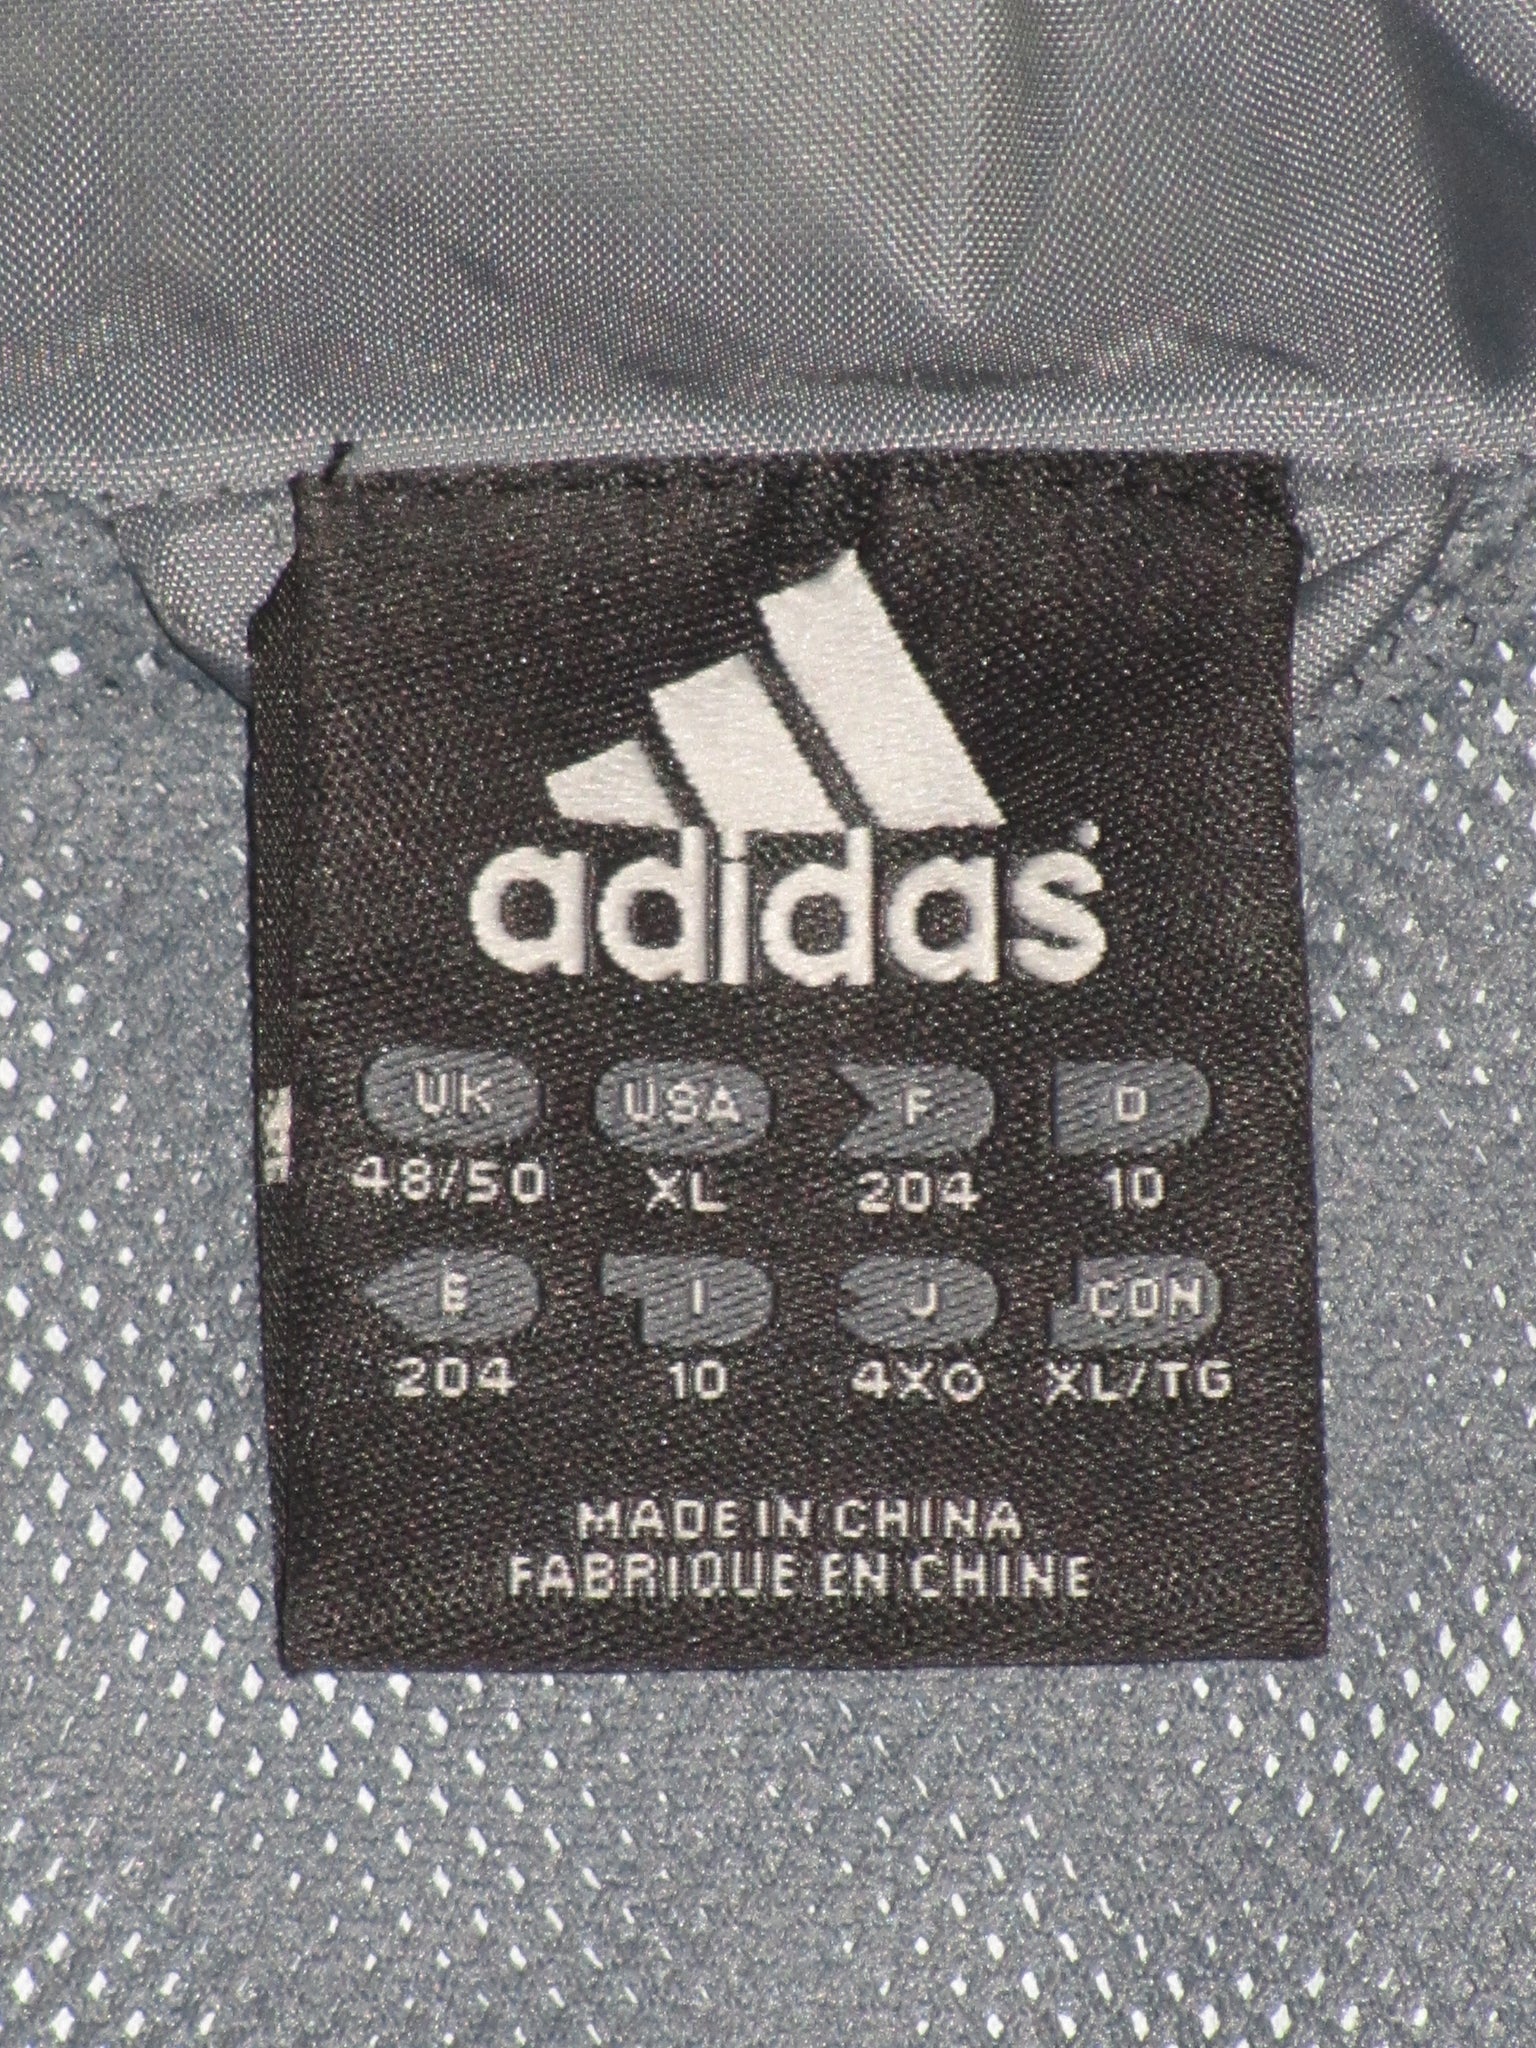 adidas
UK USA F D
48/50 XL 204 10
E I J CDN
204 10 4XO XL/TG
MADE IN CHINA
FABRIQUE EN CHINE